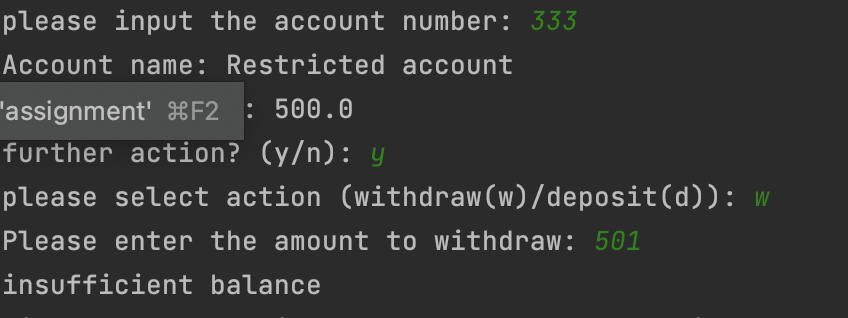 please input the account number: 333
Account name: Restricted account
'assignment' ⌘F2 : 500.0
further action? (y/n): y
please select action (withdraw(w)/deposit(d)): w
Please enter the amount to withdraw: 501
insufficient balance